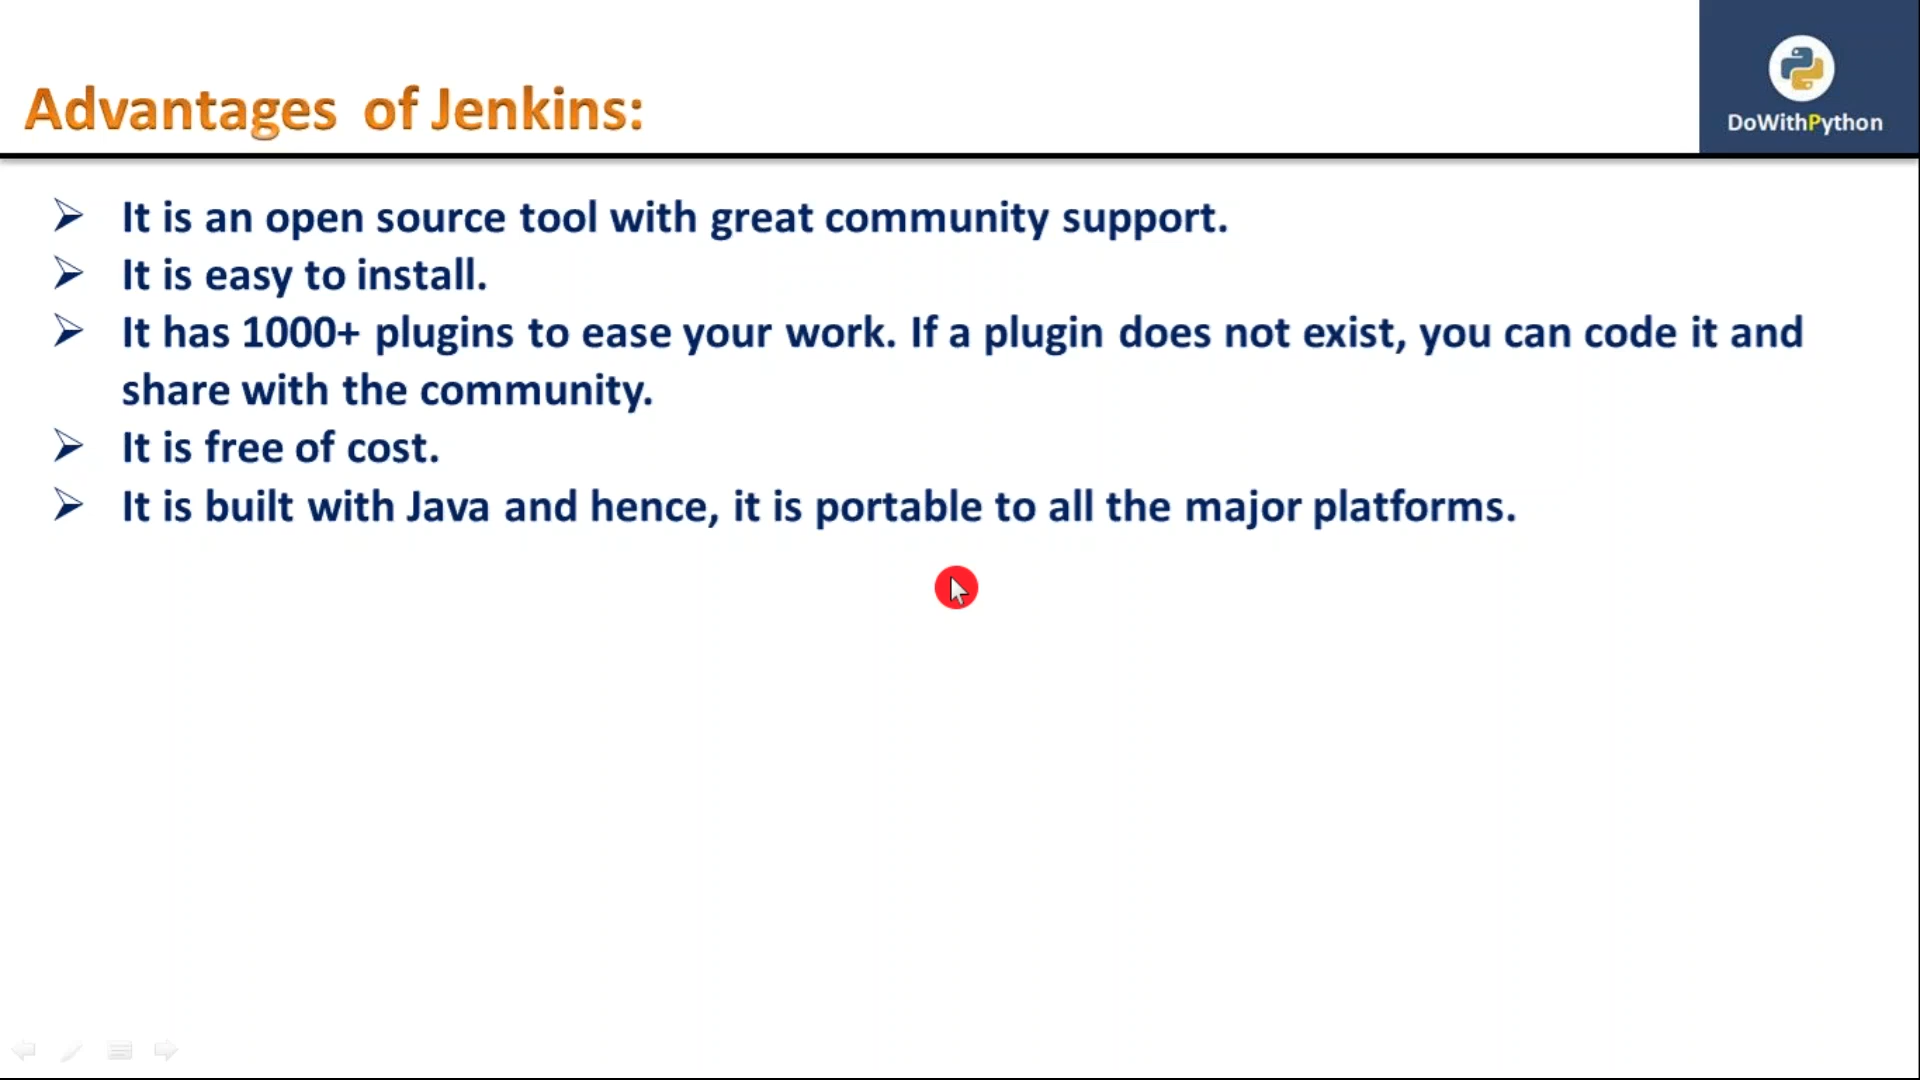 Advantages of Jenkins:
DoWithPython
It is an open source tool with great community support.
It is easy to install.
It has 1000+ plugins to ease your work. If a plugin does not exist, you can code it and
share with the community.
It is free of cost.
It is built with Java and hence, it is portable to all the major platforms.